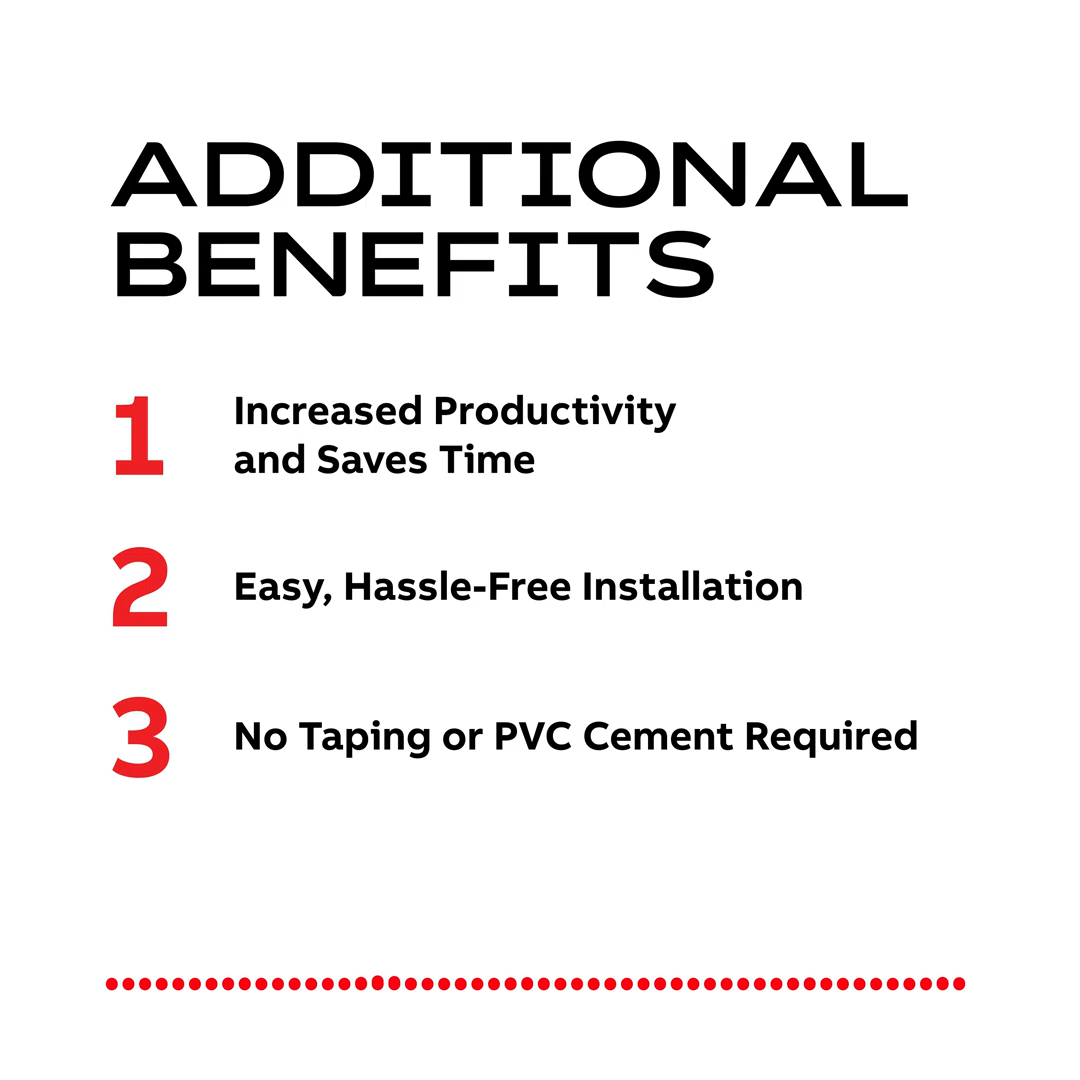 ADDITIONAL
BENEFITS
1 Increased Productivity
and Saves Time
2 Easy, Hassle-Free Installation
3 No Taping or PVC Cement Required